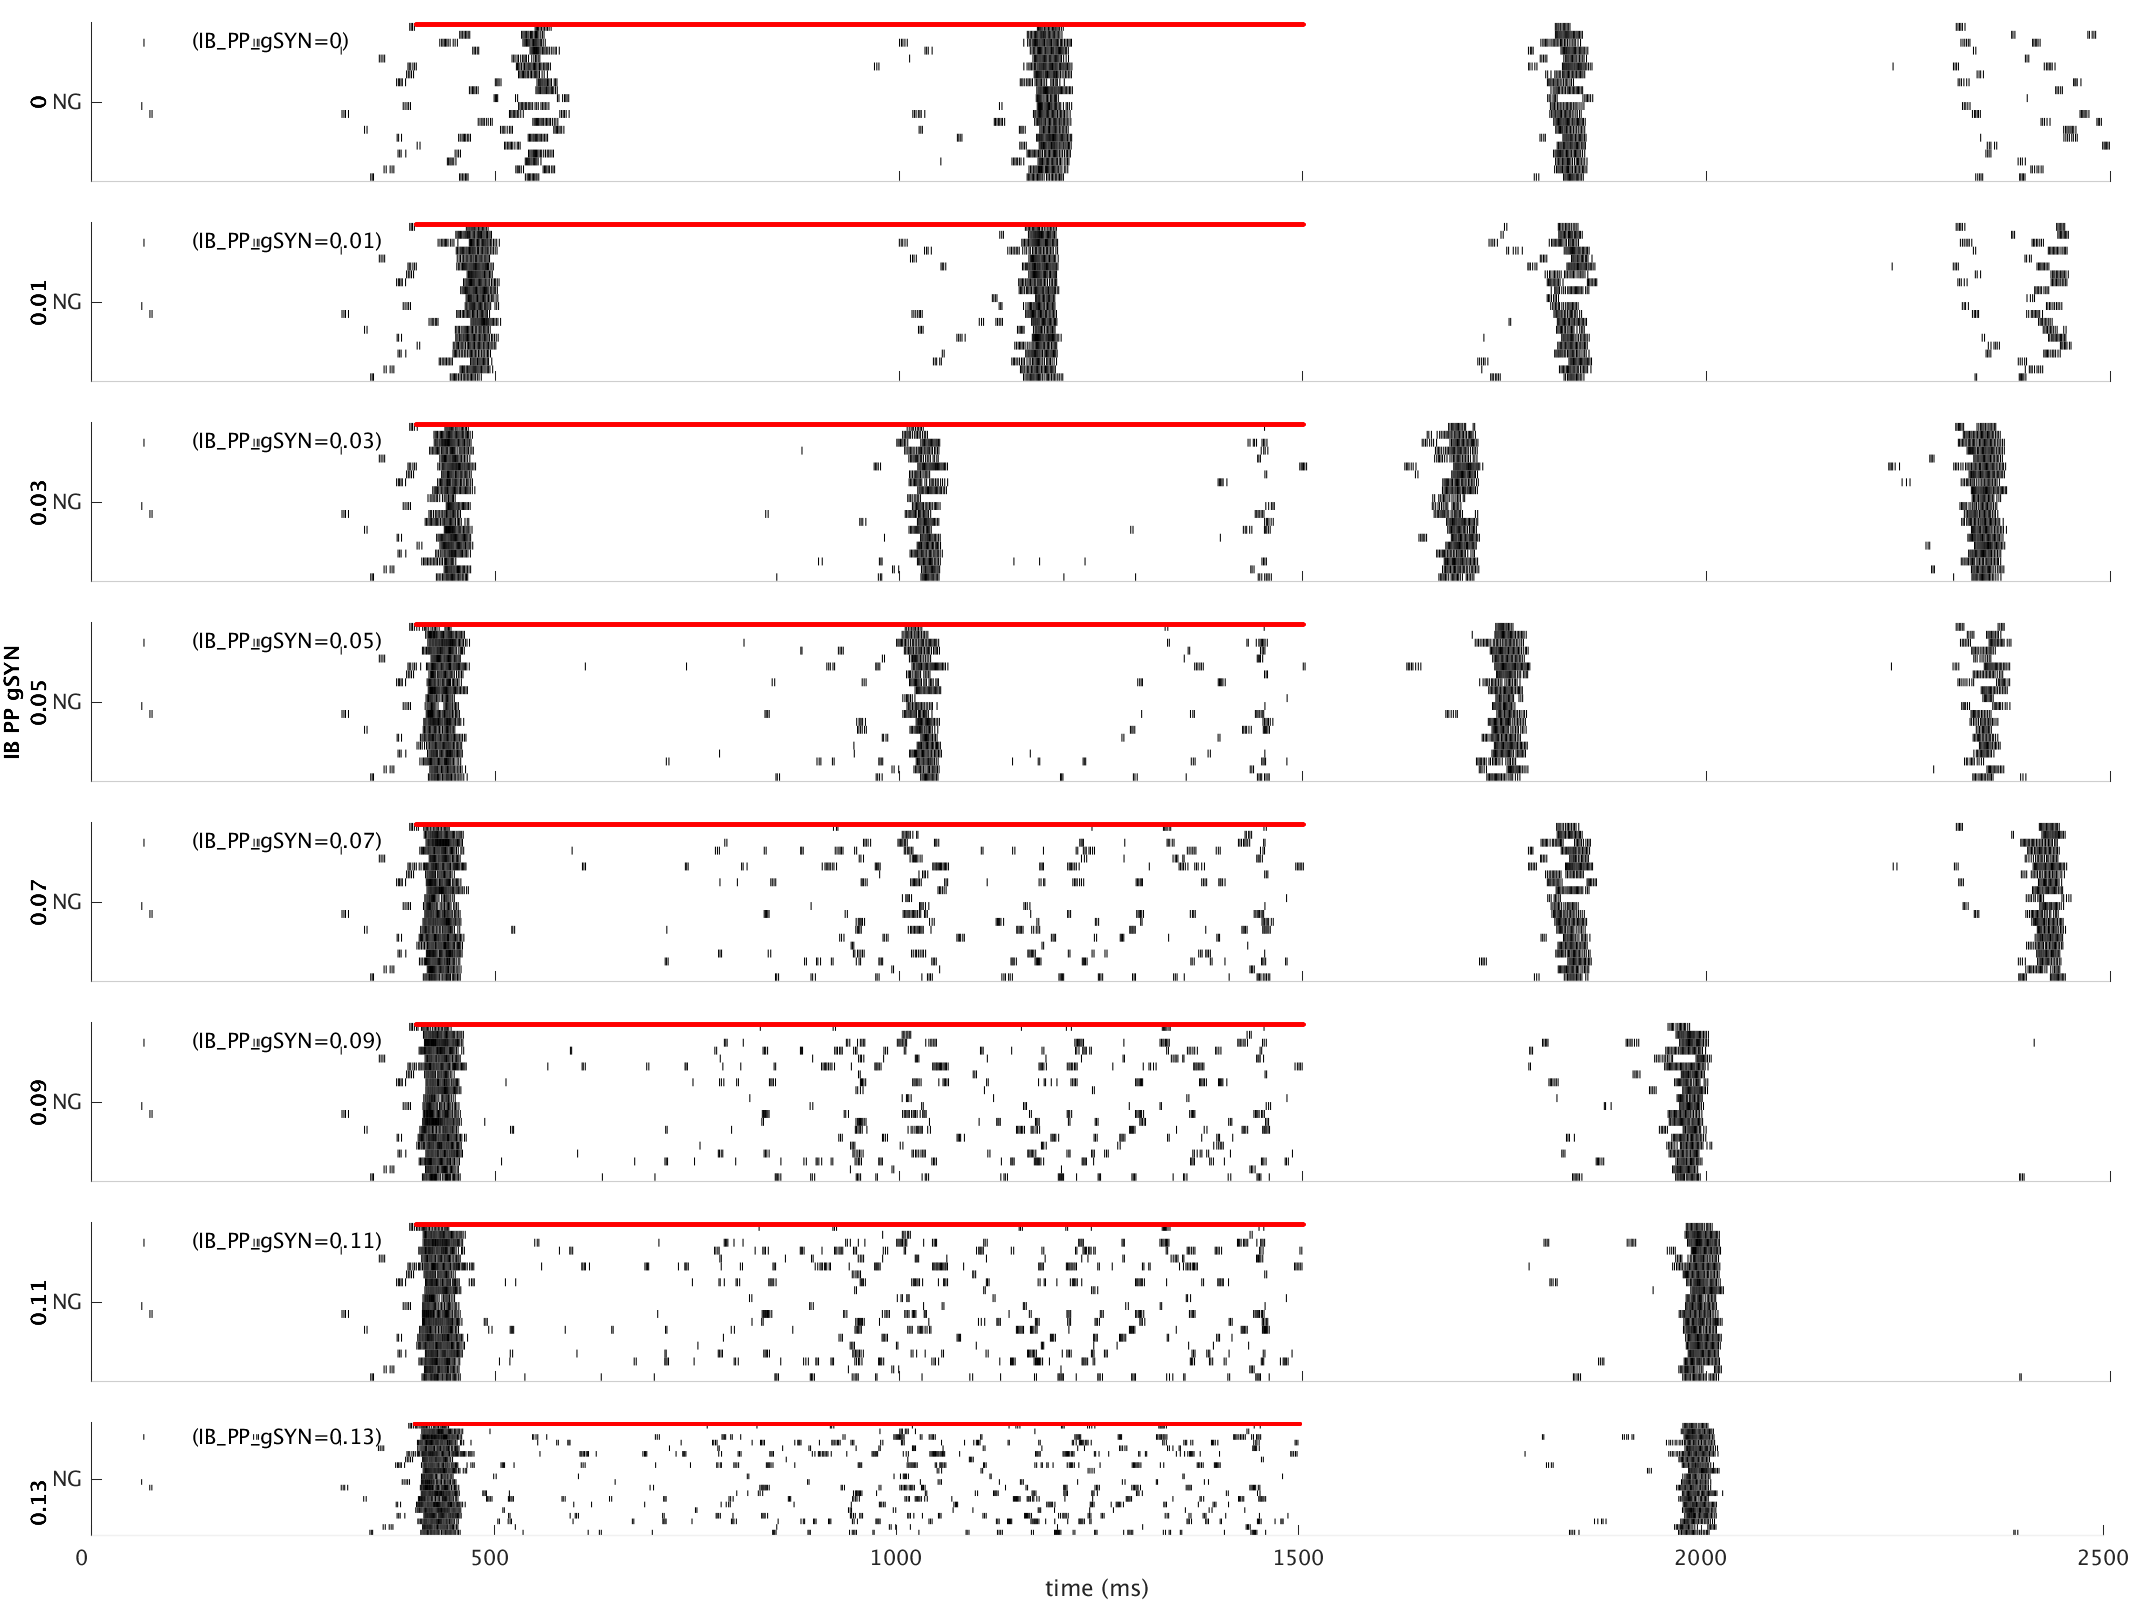 (IB_PP_gSYN=0)
0 NG
(IB_PP_gSYN=0.01)
0.01 NG
(IB_PP_gSYN=0.03)
0.03 NG
(IB_PP_gSYN=0.05)
IB PP gSYN
0.05 NG
(IB_PP_gSYN=0.07)
0.07 NG
(IB_PP_gSYN=0.09)
0.09 NG
(IB_PP_gSYN=0.11)
0.11 NG
(IB_PP_gSYN=0.13)
0.13 NG
0 500 1000 1500 2000 2500
time (ms)